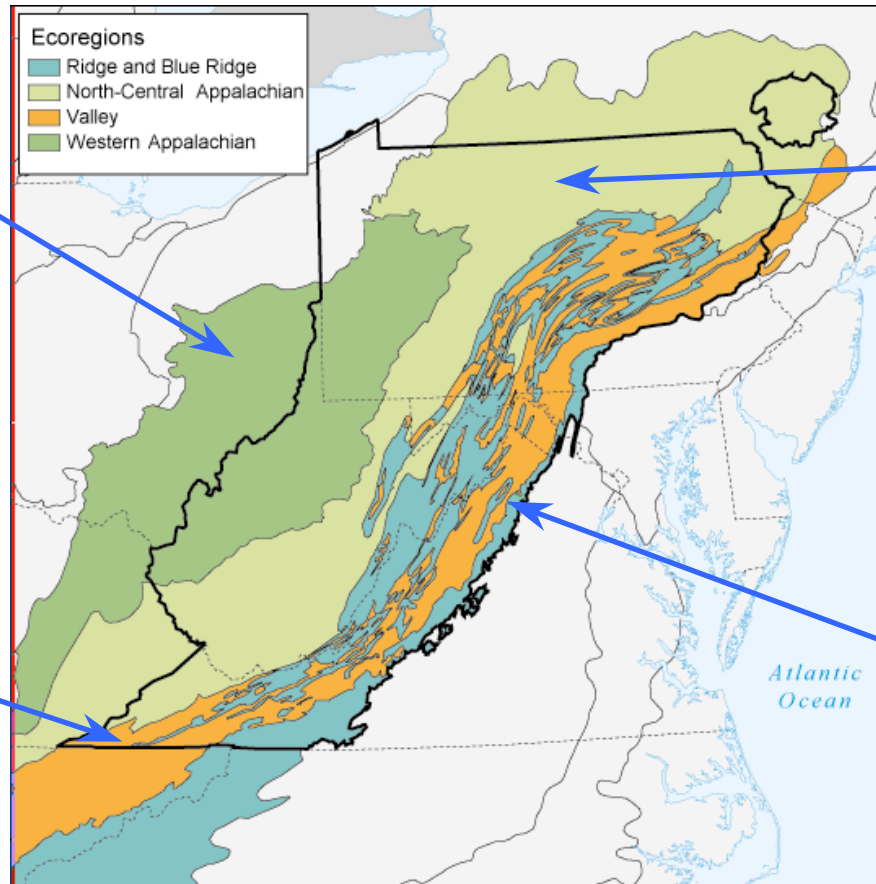 Ecoregions
Ridge and Blue Ridge
North-Central Appalachian
Valley
Western Appalachian
Atlantic
Ocean